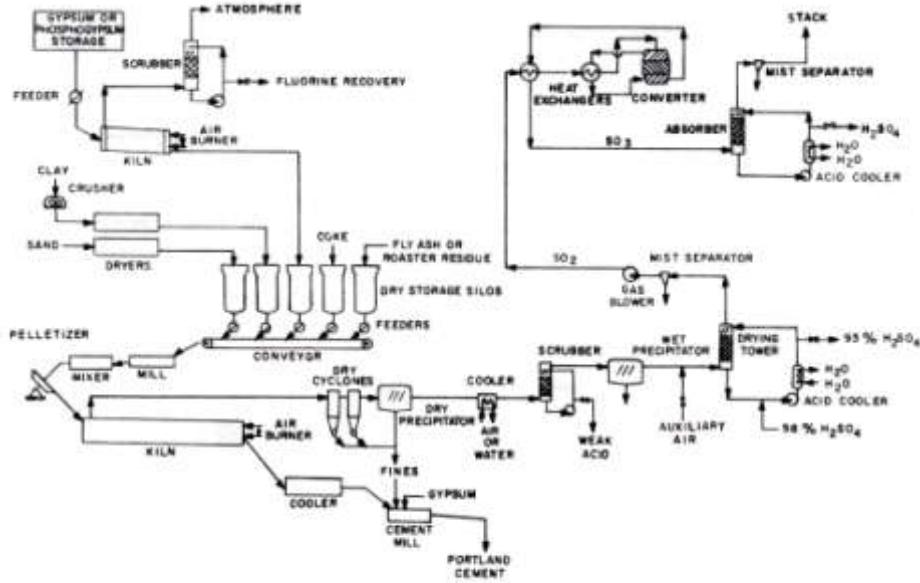 GYPSUM OR
PHOSPHOGYPSUM
STORAGE
ATMOSPHERE
SCRUBBER
FLUORINE RECOVERY
FEEDER
AIR
BURNER
KILN
CLAY
CRUSHER
SAND
DRYERS
COKE
FLY ASH OR
ROASTER RESIDUE
DRY STORAGE SILOS
FEEDERS
CONVEYOR
PELLETIZER
MIXER
MILL
AIR
BURNER
KILN
DRY
CYCLONES
DRY
PRECIPITATOR
COOLER
AIR
OR
WATER
SCRUBBER
WEAK
ACID
WET
PRECIPITATOR
AUXILIARY
AIR
DRYING
TOWER
93 % H₂SO₄
H₂O
H₂O
ACID COOLER
98 % H₂SO₄
FINES
GYPSUM
COOLER
CEMENT
MILL
PORTLAND
CEMENT
SO₂
GAS
BLOWER
MIST SEPARATOR
HEAT
EXCHANGERS
CONVERTER
SO₃
ABSORBER
STACK
MIST SEPARATOR
H₂SO₄
H₂O
H₂O
ACID COOLER